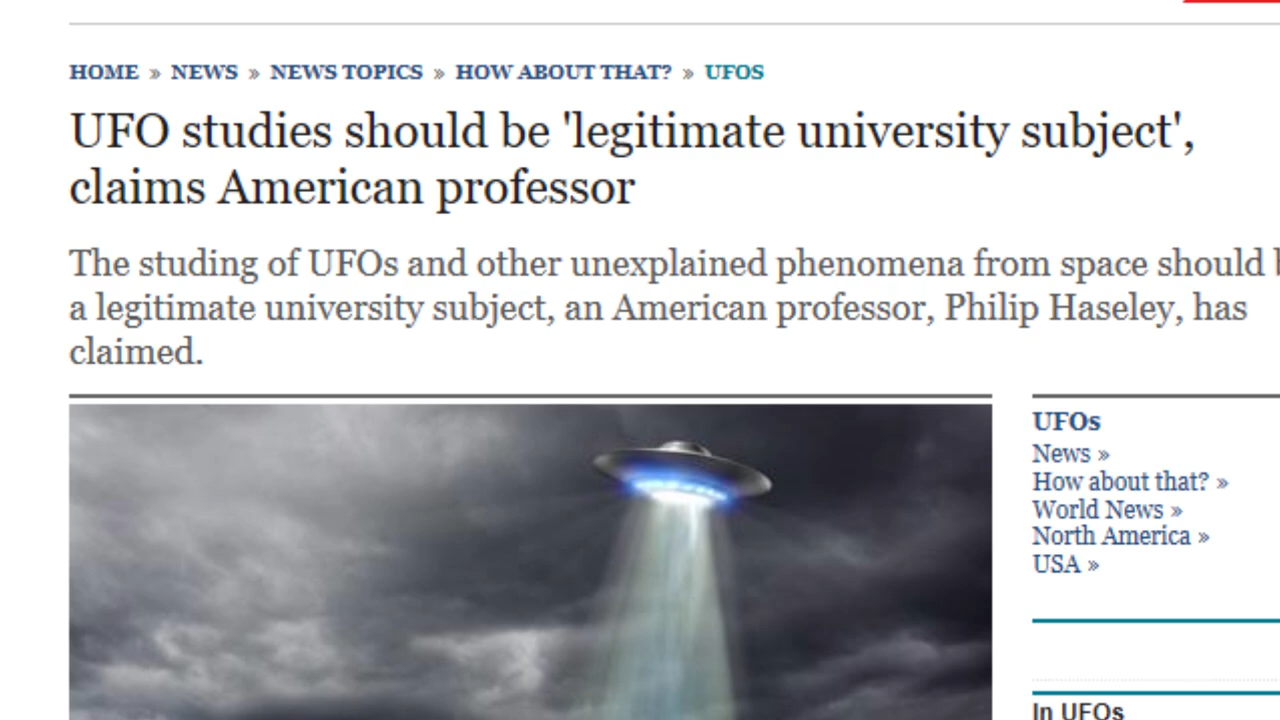 HOME » NEWS » NEWS TOPICS » HOW ABOUT THAT? » UFOS
UFO studies should be 'legitimate university subject',
claims American professor
The studing of UFOs and other unexplained phenomena from space should
a legitimate university subject, an American professor, Philip Haseley, has
claimed.
UFOs
News »
How about that? »
World News »
North America »
USA »
In UFOs